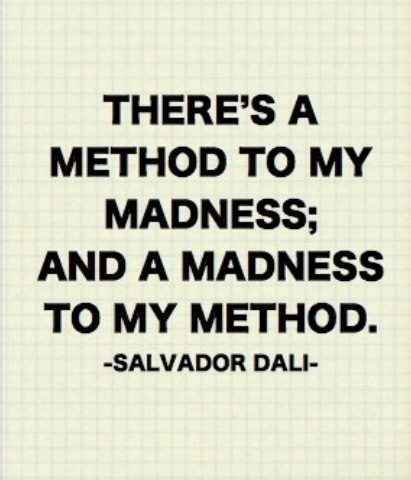 THERE’S A
METHOD TO MY
MADNESS;
AND A MADNESS
TO MY METHOD.
-SALVADOR DALI-